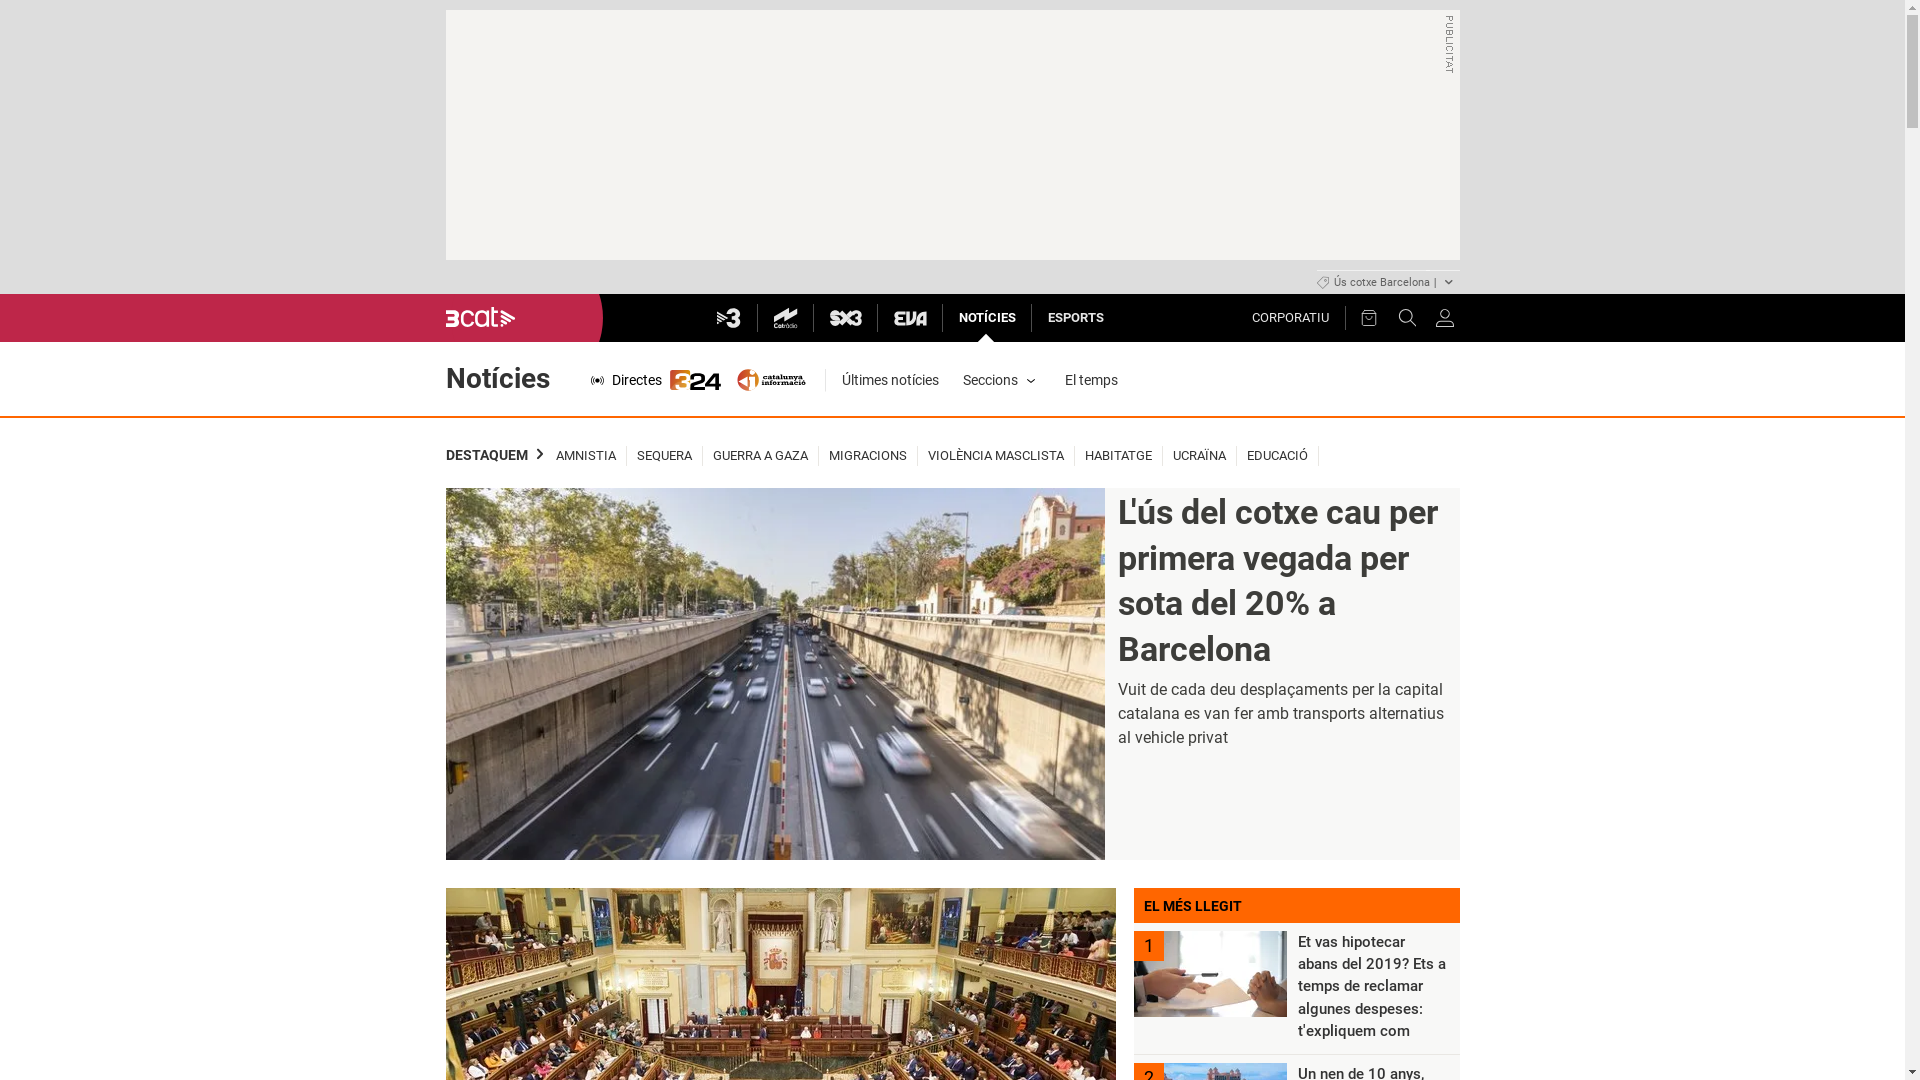 PUBLICITAT
Ús cotxe Barcelona |
3cat
3
Catràdio
SX3
EVA
NOTÍCIES
ESPORTS
CORPORATIU
Notícies
Directes
324
catalunya
informació
Últimes notícies
Seccions
El temps
DESTAQUEM
AMNISTIA
SEQUERA
GUERRA A GAZA
MIGRACIONS
VIOLÈNCIA MASCLISTA
HABITATGE
UCRAÏNA
EDUCACIÓ
L'ús del cotxe cau per
primera vegada per
sota del 20% a
Barcelona
Vuit de cada deu desplaçaments per la capital
catalana es van fer amb transports alternatius
al vehicle privat
EL MÉS LLEGIT
1
Et vas hipotecar
abans del 2019? Ets a
temps de reclamar
algunes despeses:
t'expliquem com
2
Un nen de 10 anys,